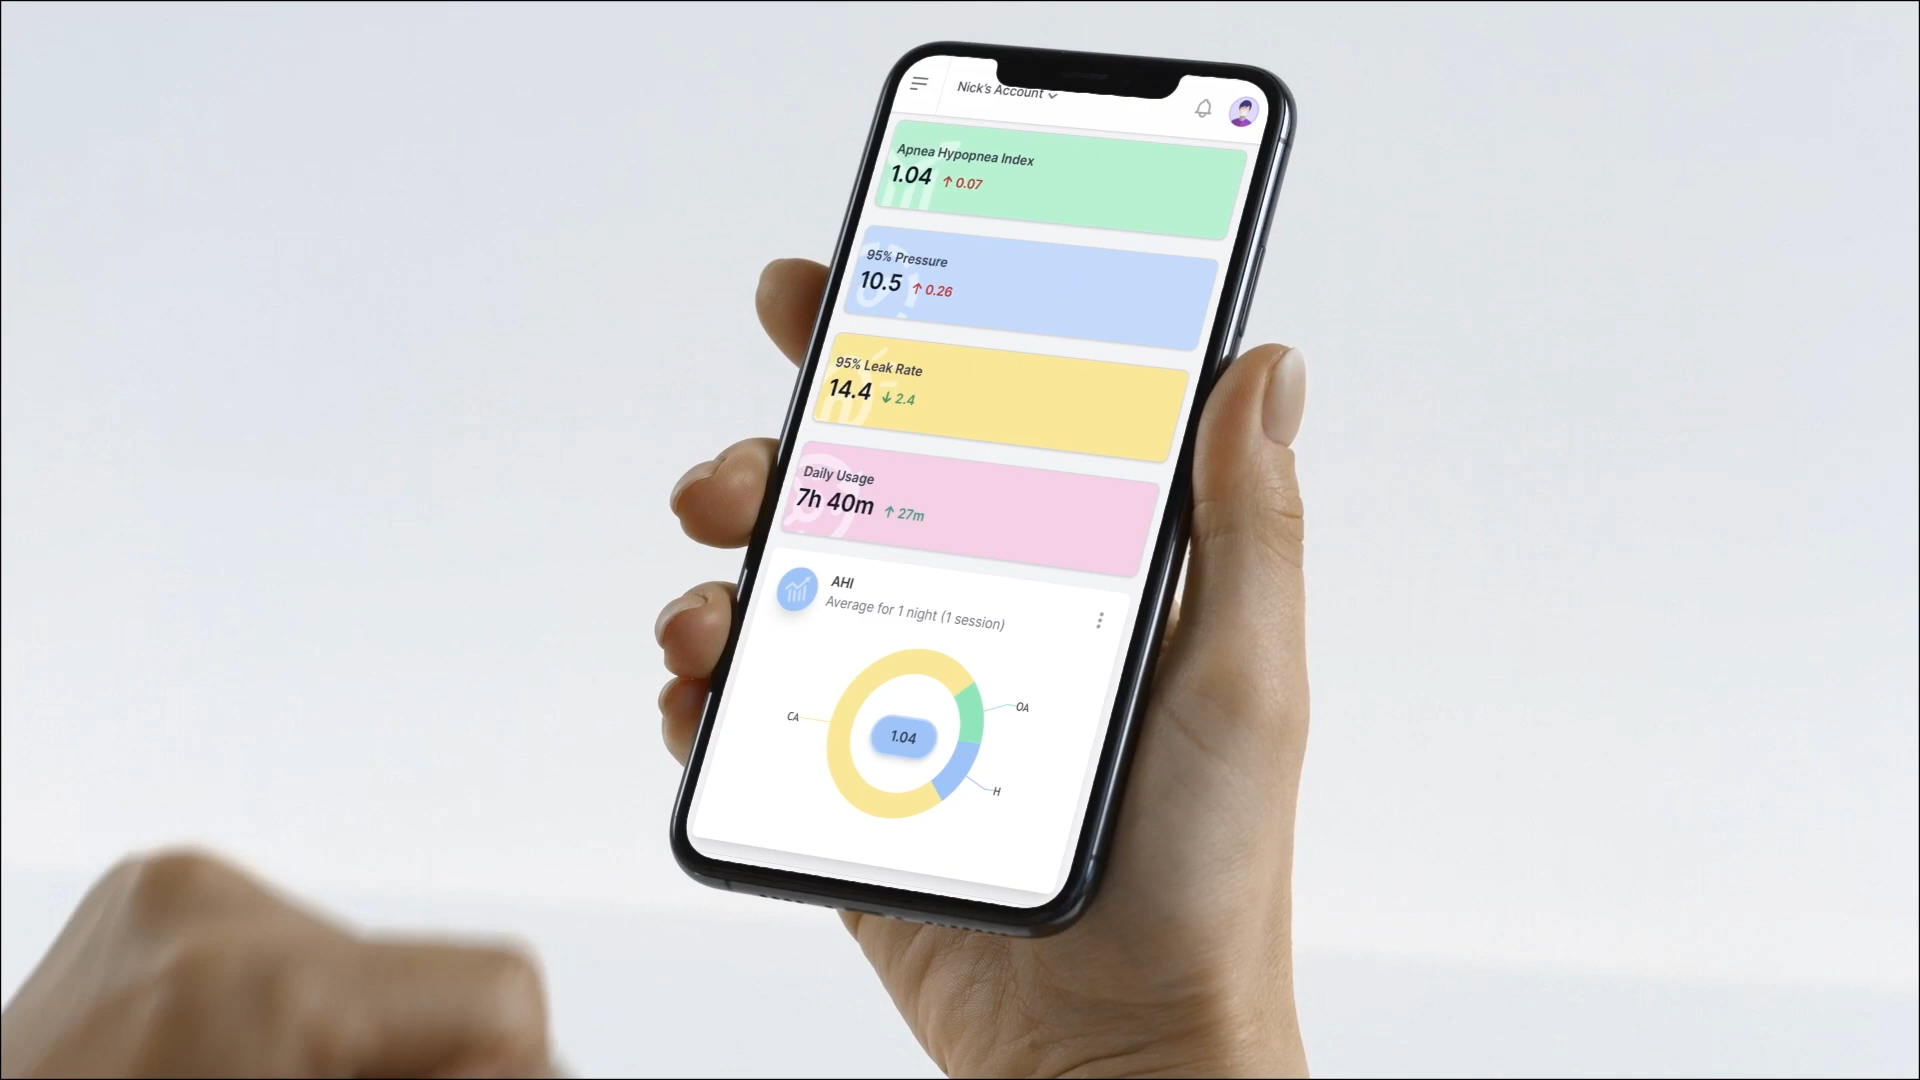 Nick's Account
Apnea Hypopnea Index
1.04 ↑ 0.07
95% Pressure
10.5 ↑ 0.26
95% Leak Rate
14.4 ↓ 2.4
Daily Usage
7h 40m ↑ 27m
AHI
Average for 1 night (1 session)
CA
OA
1.04
H